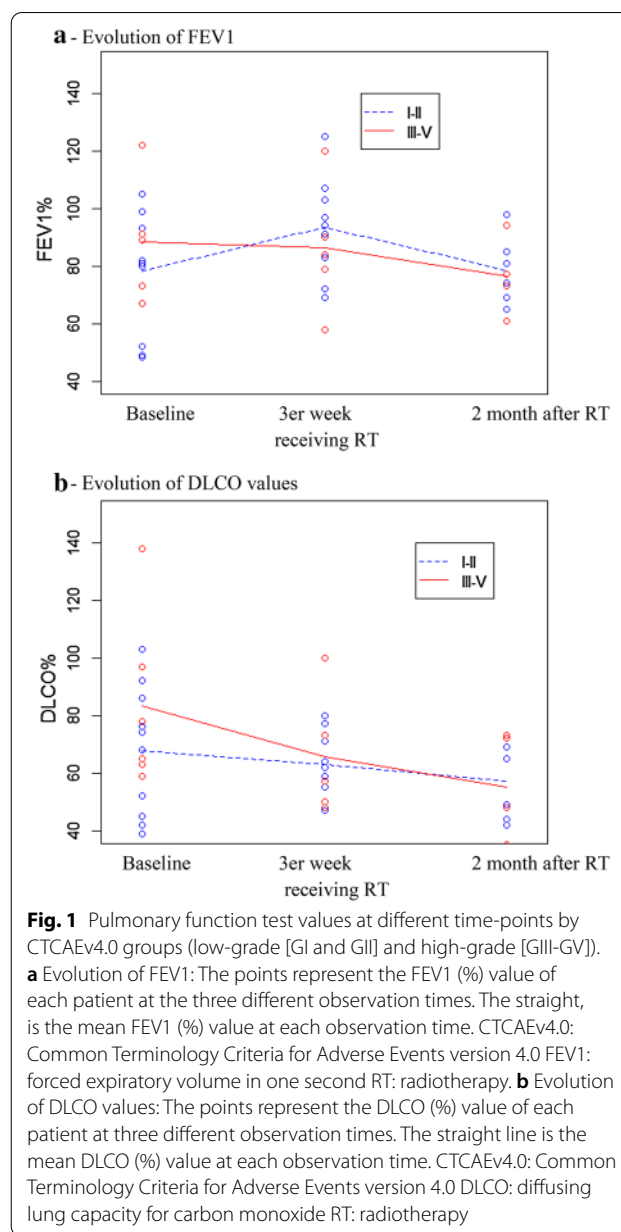 a - Evolution of FEV1
140
120
100
80
60
40
FEV1%
I-II
III-V
Baseline 3er week 2 month after RT
receiving RT
b - Evolution of DLCO values
140
120
100
80
60
40
DLCO%
I-II
III-V
Baseline 3er week 2 month after RT
receiving RT
Fig. 1 Pulmonary function test values at different time-points by
CTCAEv4.0 groups (low-grade [GI and GII] and high-grade [GIII-GV]).
a Evolution of FEV1: The points represent the FEV1 (%) value of
each patient at the three different observation times. The straight,
is the mean FEV1 (%) value at each observation time. CTCAEv4.0:
Common Terminology Criteria for Adverse Events version 4.0 FEV1:
forced expiratory volume in one second RT: radiotherapy. b Evolution
of DLCO values: The points represent the DLCO (%) value of each
patient at three different observation times. The straight line is the
mean DLCO (%) value at each observation time. CTCAEv4.0: Common
Terminology Criteria for Adverse Events version 4.0 DLCO: diffusing
lung capacity for carbon monoxide RT: radiotherapy